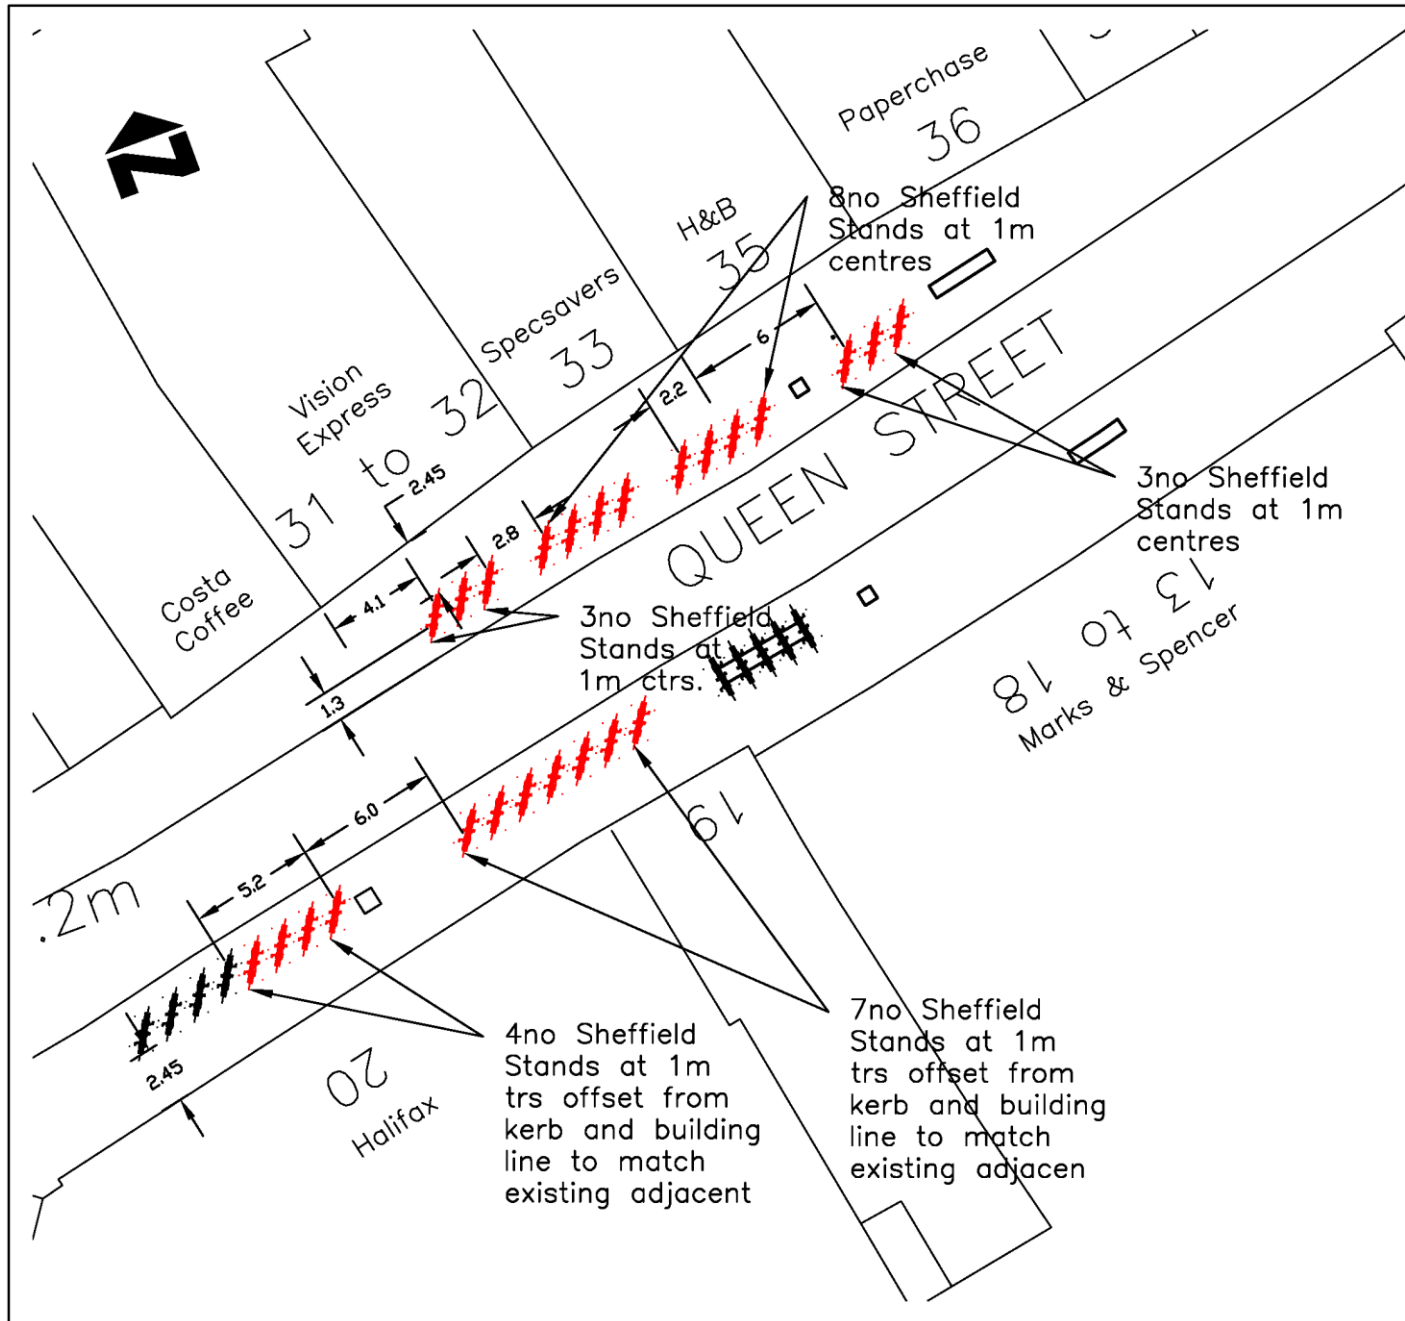 N
Paperchase
36
8no Sheffield
Stands at 1m
centres
H&B
35
6
Specsavers
33
2.2
Vision
Express
31 to 32
2.45
2.8
QUEEN STREET
3no Sheffield
Stands at 1m
centres
Costa
Coffee
4.1
3no Sheffield
Stands at
1m ctrs.
1.3
13 to 18
Marks & Spencer
19
6.0
5.2
.2m
2.45
20
Halifax
4no Sheffield
Stands at 1m
trs offset from
kerb and building
line to match
existing adjacent
7no Sheffield
Stands at 1m
trs offset from
kerb and building
line to match
existing adjacen